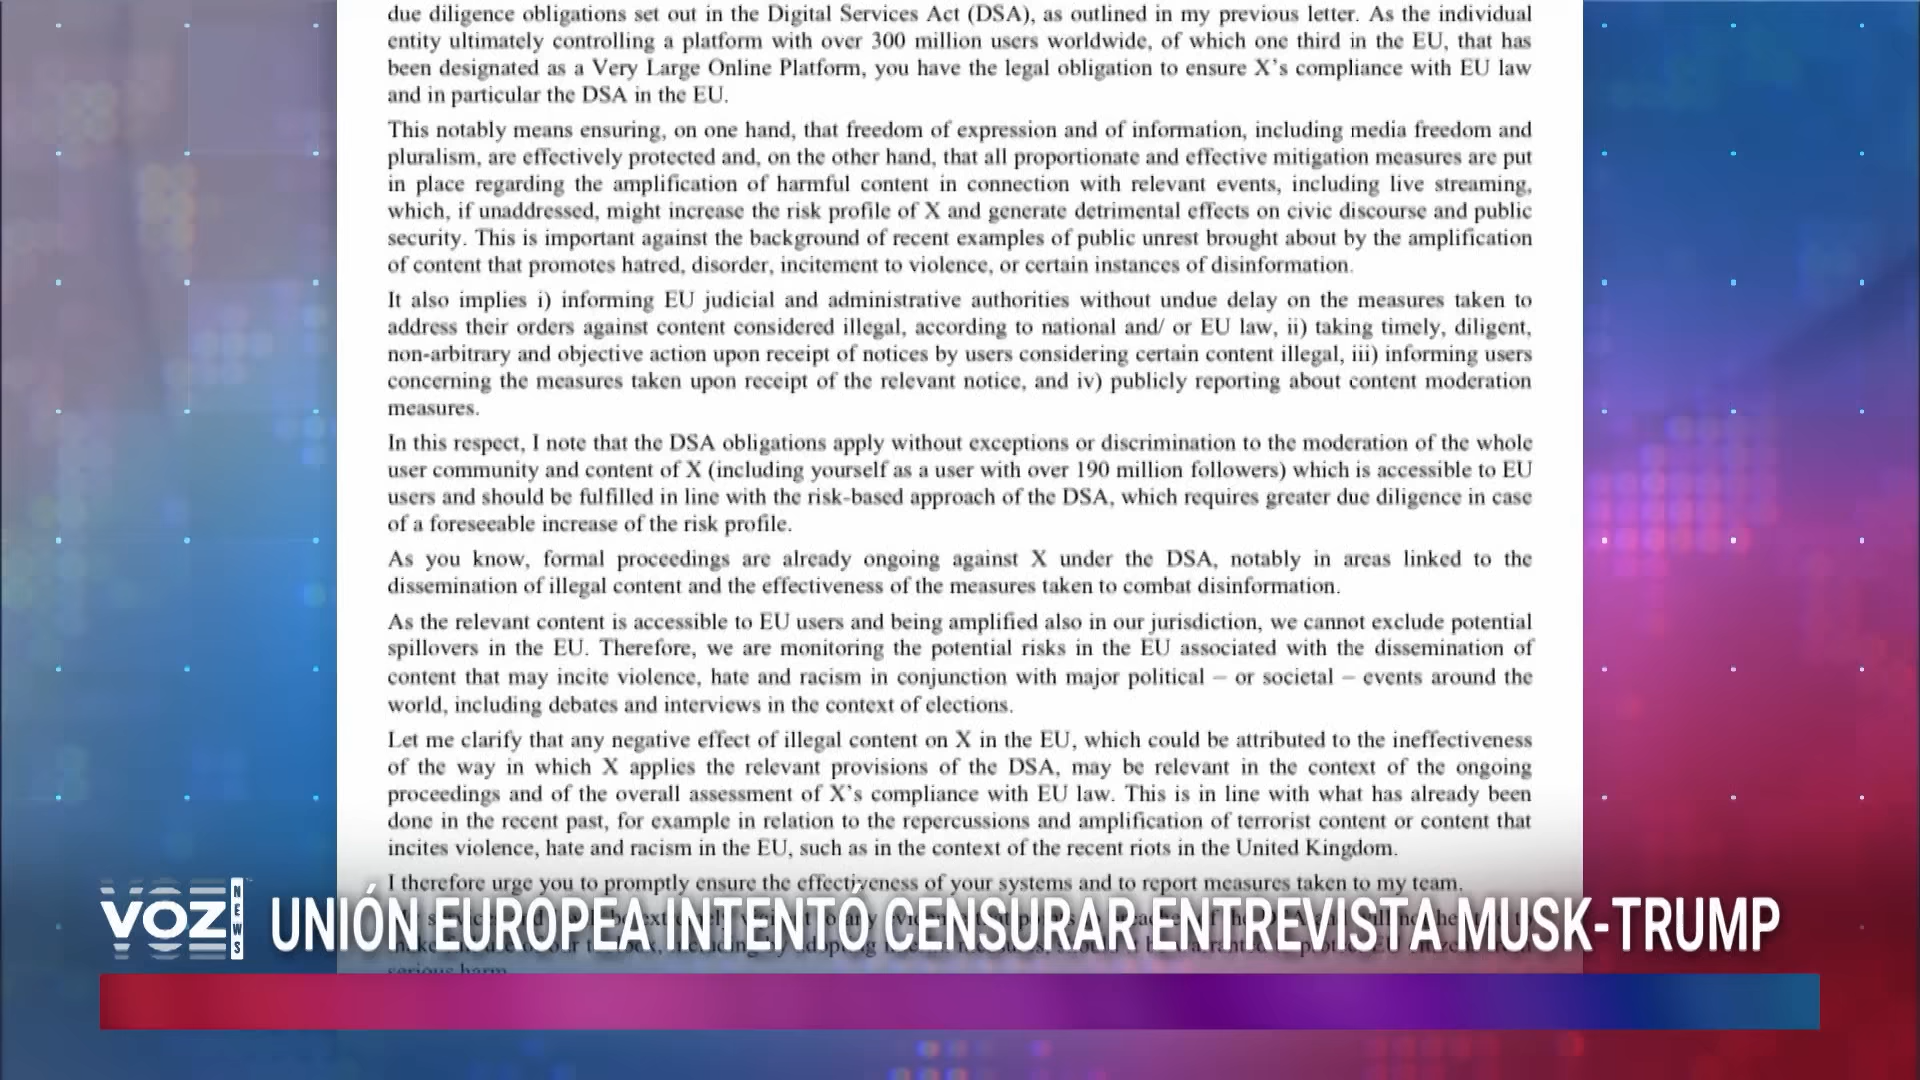 due diligence obligations set out in the Digital Services Act (DSA), as outlined in my previous letter. As the individual
entity ultimately controlling a platform with over 300 million users worldwide, of which one third in the EU, that has
been designated as a Very Large Online Platform, you have the legal obligation to ensure X's compliance with EU law
and in particular the DSA in the EU.
This notably means ensuring, on one hand, that freedom of expression and of information, including media freedom and
pluralism, are effectively protected and, on the other hand, that all proportionate and effective mitigation measures are put
in place regarding the amplification of harmful content in connection with relevant events, including live streaming,
which, if unaddressed, might increase the risk profile of X and generate detrimental effects on civic discourse and public
security. This is important against the background of recent examples of public unrest brought about by the amplification
of content that promotes hatred, disorder, incitement to violence, or certain instances of disinformation.
It also implies i) informing EU judicial and administrative authorities without undue delay on the measures taken to
address their orders against content considered illegal, according to national and/ or EU law, ii) taking timely, diligent,
non-arbitrary and objective action upon receipt of notices by users considering certain content illegal, iii) informing users
concerning the measures taken upon receipt of the relevant notice, and iv) publicly reporting about content moderation
measures.
In this respect, I note that the DSA obligations apply without exceptions or discrimination to the moderation of the whole
user community and content of X (including yourself as a user with over 190 million followers) which is accessible to EU
users and should be fulfilled in line with the risk-based approach of the DSA, which requires greater due diligence in case
of a foreseeable increase of the risk profile.
As you know, formal proceedings are already ongoing against X under the DSA, notably in areas linked to the
dissemination of illegal content and the effectiveness of the measures taken to combat disinformation.
As the relevant content is accessible to EU users and being amplified also in our jurisdiction, we cannot exclude potential
spillovers in the EU. Therefore, we are monitoring the potential risks in the EU associated with the dissemination of
content that may incite violence, hate and racism in conjunction with major political – or societal – events around the
world, including debates and interviews in the context of elections.
Let me clarify that any negative effect of illegal content on X in the EU, which could be attributed to the ineffectiveness
of the way in which X applies the relevant provisions of the DSA, may be relevant in the context of the ongoing
proceedings and of the overall assessment of X's compliance with EU law. This is in line with what has already been
done in the recent past, for example in relation to the repercussions and amplification of terrorist content or content that
incites violence, hate and racism in the EU, such as in the context of the recent riots in the United Kingdom.
I therefore urge you to promptly ensure the effectiveness of your systems and to report measures taken to my team.
serious harm.
VOZ NEWS
UNIÓN EUROPEA INTENTÓ CENSURAR ENTREVISTA MUSK-TRUMP